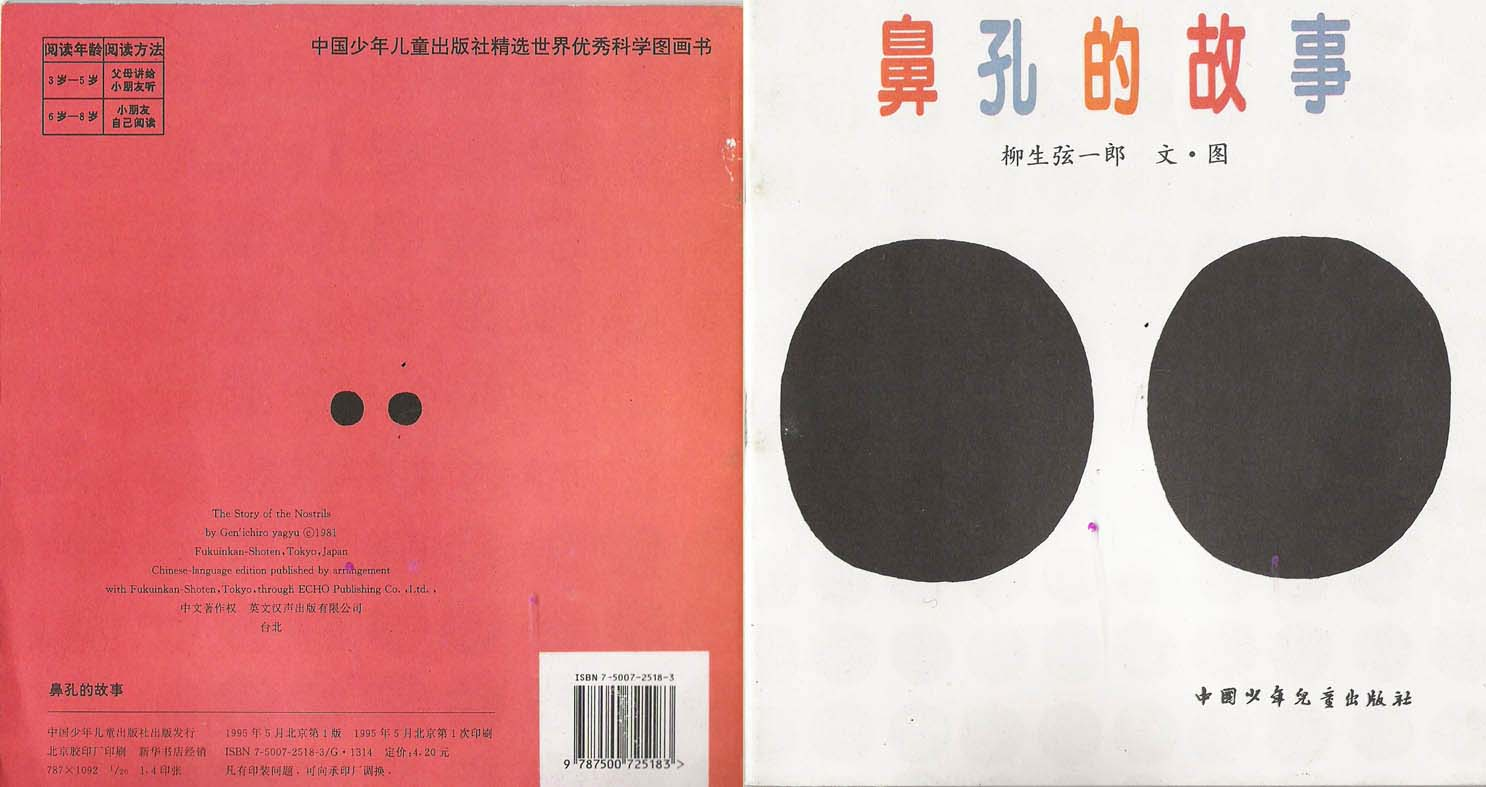 阅读年龄 阅读方法
3岁—5岁 父母讲给
小朋友听
6岁—8岁 小朋友
自己阅读
中国少年儿童出版社精选世界优秀科学图画书
The Story of the Nostrils
by Gen'ichiro yagyu ©1981
Fukuinkan-Shoten,Tokyo,Japan
Chinese-language edition published by arrangement
with Fukuinkan-Shoten,Tokyo,through ECHO Publishing Co. ,Ltd. ,
中文著作权 英文汉声出版有限公司
台北
鼻孔的故事
中国少年儿童出版社出版发行 1995年5月北京第1版 1995年5月北京第1次印刷
北京胶印厂印刷 新华书店经销 ISBN 7-5007-2518-3/G·1314 定价:4.20元
787×1092 1/20 1.4印张 凡有印装问题,可向承印厂调换.
ISBN 7-5007-2518-3
9 787500 725183 >
鼻孔的故事
柳生弦一郎 文·图
中國少年兒童出版社